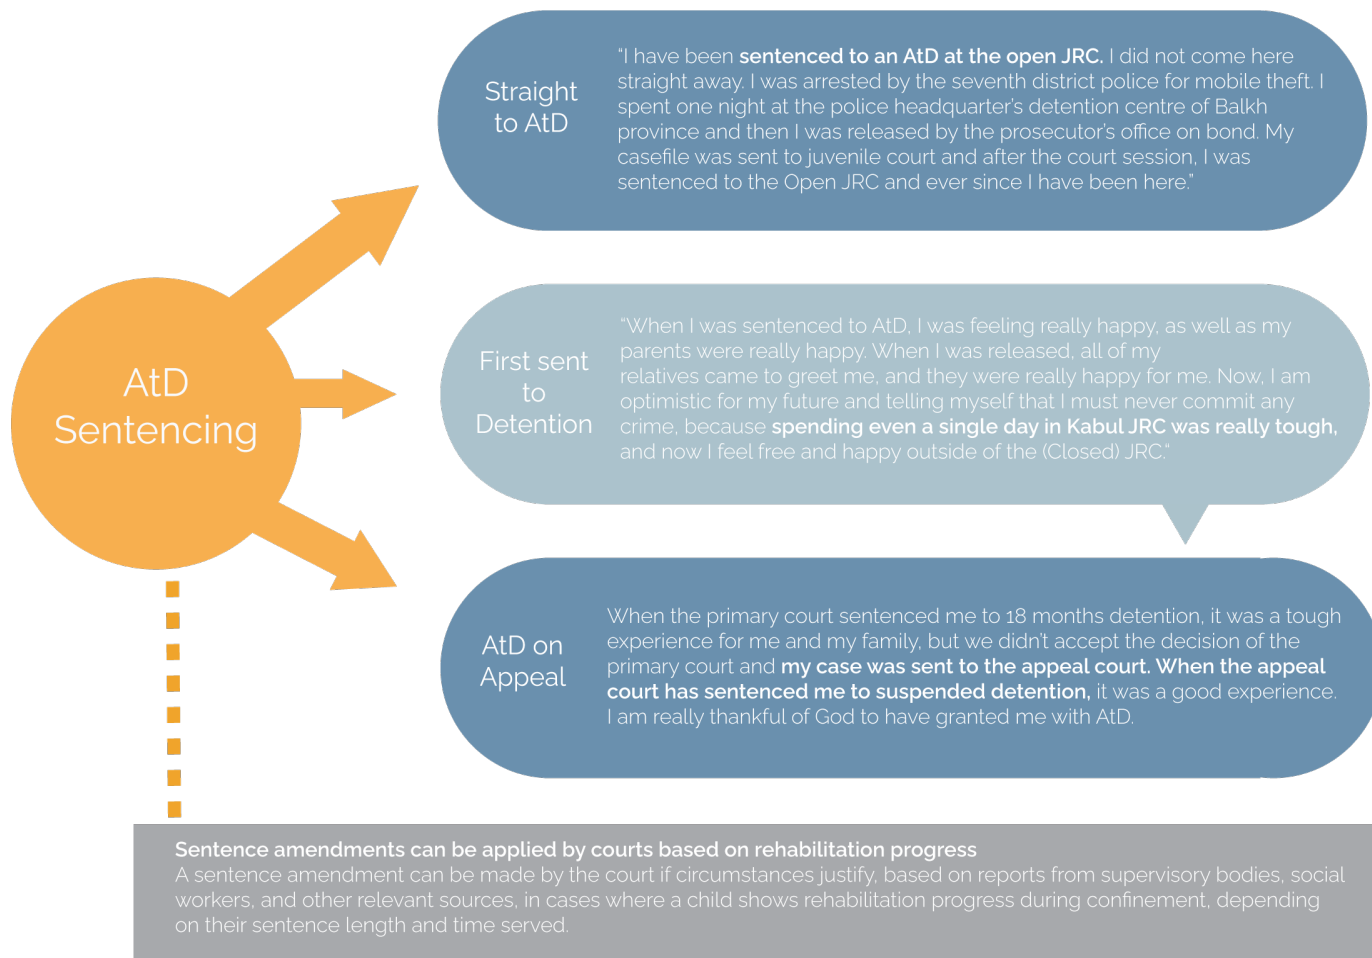 AtD
Sentencing
Straight
to AtD
“I have been sentenced to an AtD at the open JRC. I did not come here
straight away. I was arrested by the seventh district police for mobile theft. I
spent one night at the police headquarter’s detention centre of Balkh
province and then I was released by the prosecutor’s office on bond. My
casefile was sent to juvenile court and after the court session, I was
sentenced to the Open JRC and ever since I have been here.”
First sent
to
Detention
“When I was sentenced to AtD, I was feeling really happy, as well as my
parents were really happy. When I was released, all of my
relatives came to greet me, and they were really happy for me. Now, I am
optimistic for my future and telling myself that I must never commit any
crime, because spending even a single day in Kabul JRC was really tough,
and now I feel free and happy outside of the (Closed) JRC.“
AtD on
Appeal
When the primary court sentenced me to 18 months detention, it was a tough
experience for me and my family, but we didn’t accept the decision of the
primary court and my case was sent to the appeal court. When the appeal
court has sentenced me to suspended detention, it was a good experience.
I am really thankful of God to have granted me with AtD.
Sentence amendments can be applied by courts based on rehabilitation progress
A sentence amendment can be made by the court if circumstances justify, based on reports from supervisory bodies, social
workers, and other relevant sources, in cases where a child shows rehabilitation progress during confinement, depending
on their sentence length and time served.